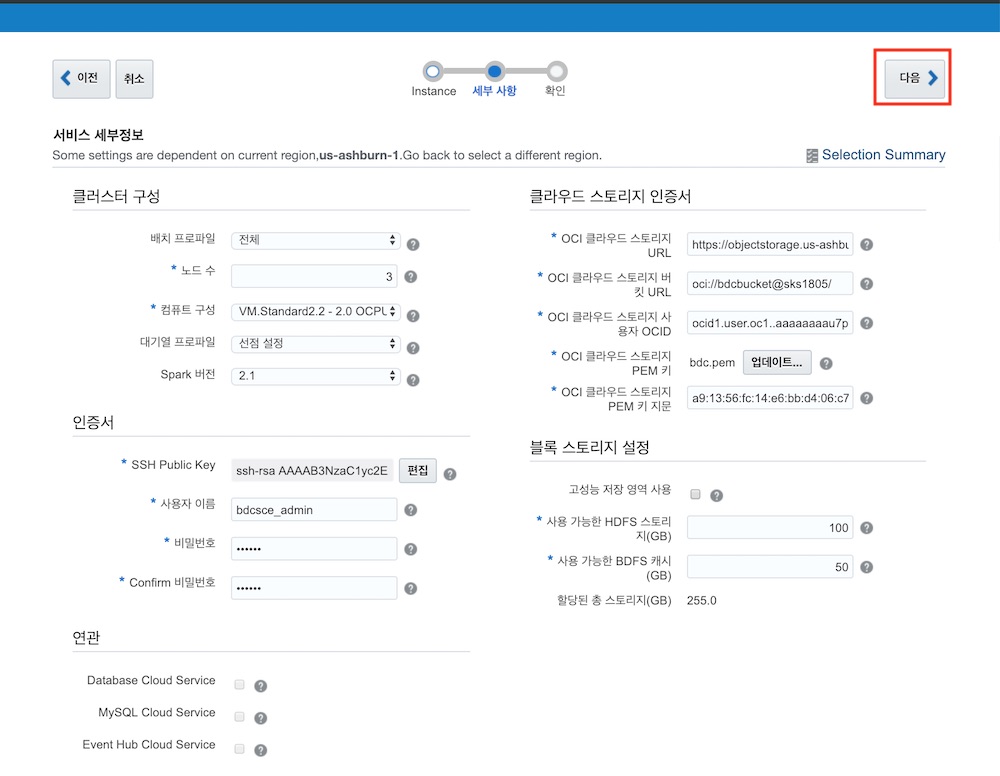 이전
취소
Instance
세부 사항
확인
다음
서비스 세부정보
Some settings are dependent on current region,us-ashburn-1.Go back to select a different region.
Selection Summary
클러스터 구성
배치 프로파일
전체
* 노드 수
3
* 컴퓨트 구성
VM.Standard2.2 - 2.0 OCPU
대기열 프로파일
선점 설정
Spark 버전
2.1
인증서
* SSH Public Key
ssh-rsa AAAAB3NzaC1yc2E
편집
* 사용자 이름
bdcsce_admin
* 비밀번호
••••••
* Confirm 비밀번호
••••••
연관
Database Cloud Service
MySQL Cloud Service
Event Hub Cloud Service
클라우드 스토리지 인증서
* OCI 클라우드 스토리지
URL
https://objectstorage.us-ashbu
* OCI 클라우드 스토리지 버
킷 URL
oci://bdcbucket@sks1805/
* OCI 클라우드 스토리지 사
용자 OCID
ocid1.user.oc1..aaaaaaaau7p
* OCI 클라우드 스토리지
PEM 키
bdc.pem
업데이트...
* OCI 클라우드 스토리지
PEM 키 지문
a9:13:56:fc:14:e6:bb:d4:06:c7
블록 스토리지 설정
고성능 저장 영역 사용
* 사용 가능한 HDFS 스토리
지(GB)
100
* 사용 가능한 BDFS 캐시
(GB)
50
할당된 총 스토리지(GB)
255.0